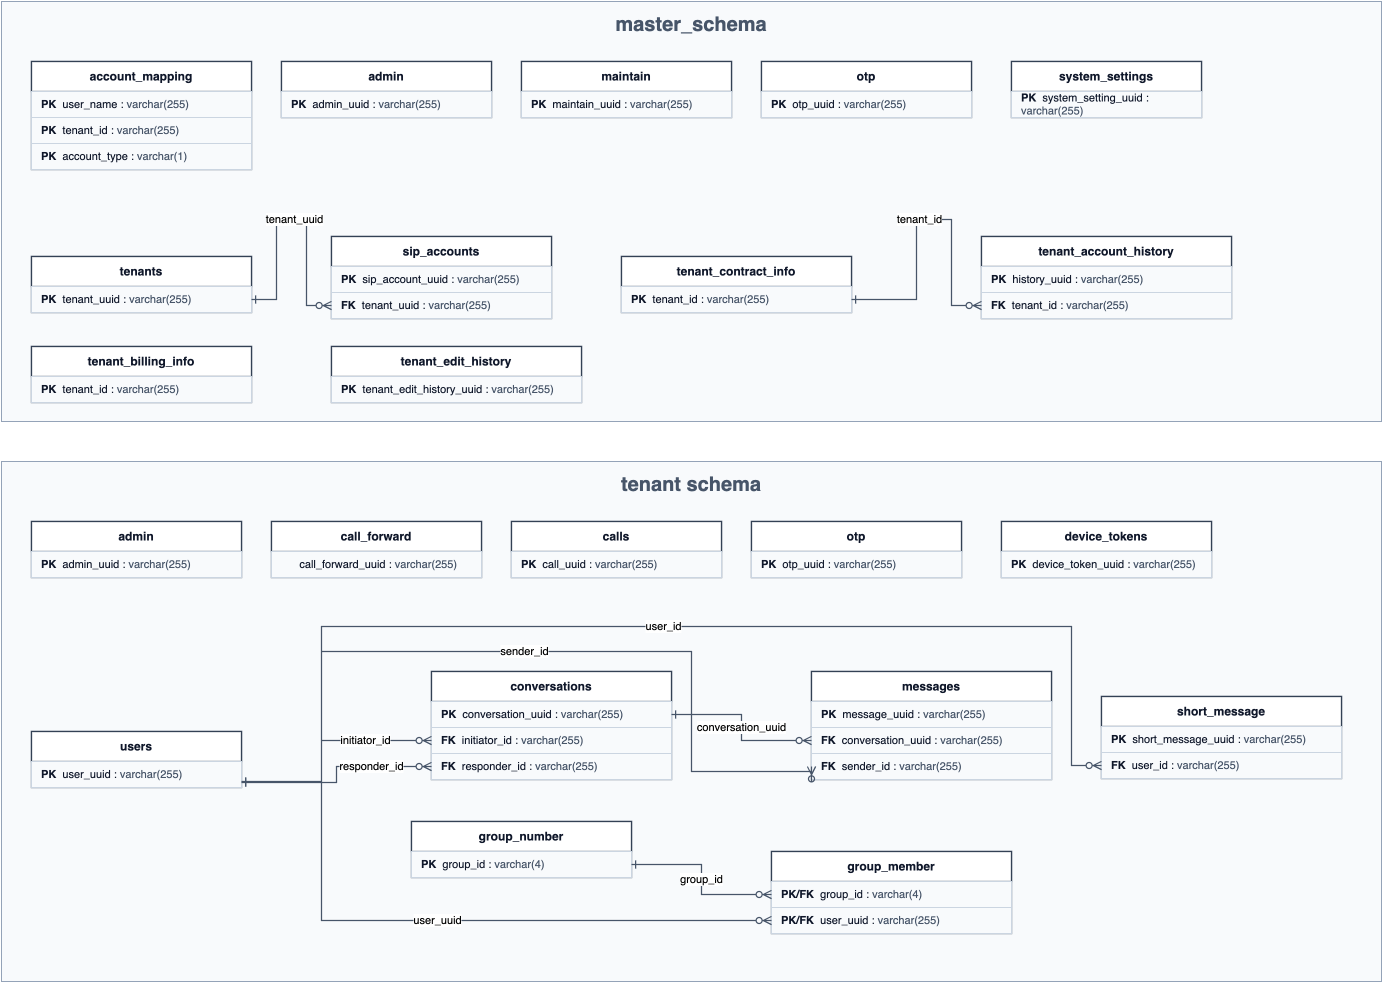 master_schema
account_mapping
PK user_name : varchar(255)
PK tenant_id : varchar(255)
PK account_type : varchar(1)
admin
PK admin_uuid : varchar(255)
maintain
PK maintain_uuid : varchar(255)
otp
PK otp_uuid : varchar(255)
system_settings
PK system_setting_uuid :
varchar(255)
tenant_uuid
tenants
PK tenant_uuid : varchar(255)
sip_accounts
PK sip_account_uuid : varchar(255)
FK tenant_uuid : varchar(255)
tenant_id
tenant_contract_info
PK tenant_id : varchar(255)
tenant_account_history
PK history_uuid : varchar(255)
FK tenant_id : varchar(255)
tenant_billing_info
PK tenant_id : varchar(255)
tenant_edit_history
PK tenant_edit_history_uuid : varchar(255)
tenant schema
admin
PK admin_uuid : varchar(255)
call_forward
call_forward_uuid : varchar(255)
calls
PK call_uuid : varchar(255)
otp
PK otp_uuid : varchar(255)
device_tokens
PK device_token_uuid : varchar(255)
user_id
sender_id
conversations
PK conversation_uuid : varchar(255)
FK initiator_id : varchar(255)
FK responder_id : varchar(255)
initiator_id
responder_id
conversation_uuid
messages
PK message_uuid : varchar(255)
FK conversation_uuid : varchar(255)
FK sender_id : varchar(255)
short_message
PK short_message_uuid : varchar(255)
FK user_id : varchar(255)
users
PK user_uuid : varchar(255)
group_number
PK group_id : varchar(4)
group_id
group_member
PK/FK group_id : varchar(4)
PK/FK user_uuid : varchar(255)
user_uuid